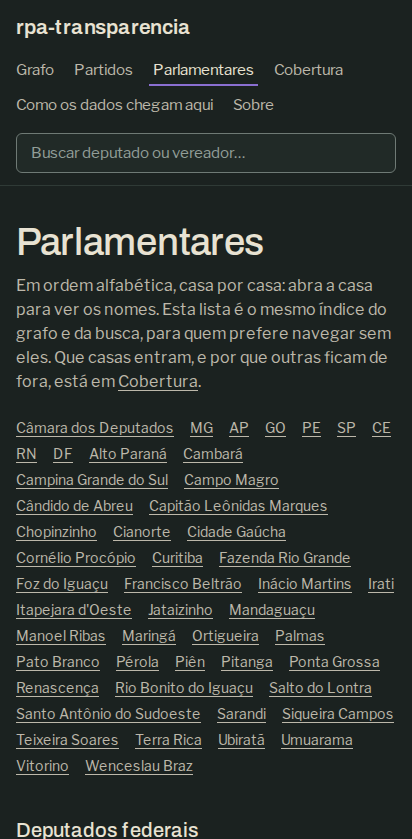 rpa-transparencia
Grafo Partidos Parlamentares Cobertura
Como os dados chegam aqui Sobre
Buscar deputado ou vereador...
Parlamentares
Em ordem alfabética, casa por casa: abra a casa
para ver os nomes. Esta lista é o mesmo índice do
grafo e da busca, para quem prefere navegar sem
eles. Que casas entram, e por que outras ficam de
fora, está em Cobertura.
Câmara dos Deputados MG AP GO PE SP CE
RN DF Alto Paraná Cambará
Campina Grande do Sul Campo Magro
Cândido de Abreu Capitão Leônidas Marques
Chopinzinho Cianorte Cidade Gaúcha
Cornélio Procópio Curitiba Fazenda Rio Grande
Foz do Iguaçu Francisco Beltrão Inácio Martins Irati
Itapejara d'Oeste Jataizinho Mandaguaçu
Manoel Ribas Maringá Ortigueira Palmas
Pato Branco Pérola Piên Pitanga Ponta Grossa
Renascença Rio Bonito do Iguaçu Salto do Lontra
Santo Antônio do Sudoeste Sarandi Siqueira Campos
Teixeira Soares Terra Rica Ubiratã Umuarama
Vitorino Wenceslau Braz
Deputados federais